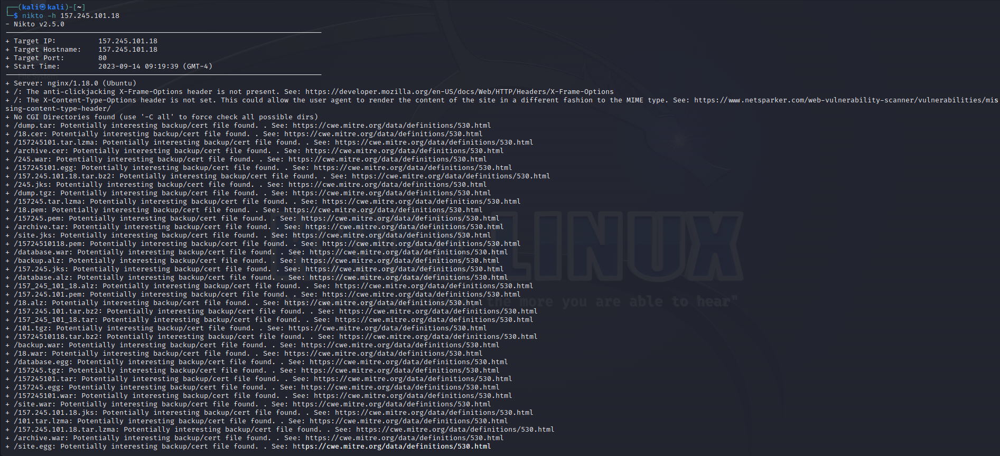 ┌──(kali㉿kali)-[~]
└─$ nikto -h 157.245.101.18
- Nikto v2.5.0
---------------------------------------------------------------------------
+ Target IP:          157.245.101.18
+ Target Hostname:    157.245.101.18
+ Target Port:        80
+ Start Time:         2023-09-14 09:19:39 (GMT-4)
---------------------------------------------------------------------------
+ Server: nginx/1.18.0 (Ubuntu)
+ /: The anti-clickjacking X-Frame-Options header is not present. See: https://developer.mozilla.org/en-US/docs/Web/HTTP/Headers/X-Frame-Options
+ /: The X-Content-Type-Options header is not set. This could allow the user agent to render the content of the site in a different fashion to the MIME type. See: https://www.netsparker.com/web-vulnerability-scanner/vulnerabilities/mis
sing-content-type-header/
+ No CGI Directories found (use '-C all' to force check all possible dirs)
+ /dump.tar: Potentially interesting backup/cert file found. . See: https://cwe.mitre.org/data/definitions/530.html
+ /18.cer: Potentially interesting backup/cert file found. . See: https://cwe.mitre.org/data/definitions/530.html
+ /157245101.tar.lzma: Potentially interesting backup/cert file found. . See: https://cwe.mitre.org/data/definitions/530.html
+ /archive.cer: Potentially interesting backup/cert file found. . See: https://cwe.mitre.org/data/definitions/530.html
+ /245.war: Potentially interesting backup/cert file found. . See: https://cwe.mitre.org/data/definitions/530.html
+ /157245101.egg: Potentially interesting backup/cert file found. . See: https://cwe.mitre.org/data/definitions/530.html
+ /157.245.101.18.tar.bz2: Potentially interesting backup/cert file found. . See: https://cwe.mitre.org/data/definitions/530.html
+ /245.jks: Potentially interesting backup/cert file found. . See: https://cwe.mitre.org/data/definitions/530.html
+ /dump.tgz: Potentially interesting backup/cert file found. . See: https://cwe.mitre.org/data/definitions/530.html
+ /157245.tar.lzma: Potentially interesting backup/cert file found. . See: https://cwe.mitre.org/data/definitions/530.html
+ /18.pem: Potentially interesting backup/cert file found. . See: https://cwe.mitre.org/data/definitions/530.html
+ /157245.pem: Potentially interesting backup/cert file found. . See: https://cwe.mitre.org/data/definitions/530.html
+ /archive.tar: Potentially interesting backup/cert file found. . See: https://cwe.mitre.org/data/definitions/530.html
+ /site.jks: Potentially interesting backup/cert file found. . See: https://cwe.mitre.org/data/definitions/530.html
+ /15724510118.pem: Potentially interesting backup/cert file found. . See: https://cwe.mitre.org/data/definitions/530.html
+ /database.war: Potentially interesting backup/cert file found. . See: https://cwe.mitre.org/data/definitions/530.html
+ /backup.alz: Potentially interesting backup/cert file found. . See: https://cwe.mitre.org/data/definitions/530.html
+ /157.245.jks: Potentially interesting backup/cert file found. . See: https://cwe.mitre.org/data/definitions/530.html
+ /database.alz: Potentially interesting backup/cert file found. . See: https://cwe.mitre.org/data/definitions/530.html
+ /157_245_101_18.alz: Potentially interesting backup/cert file found. . See: https://cwe.mitre.org/data/definitions/530.html
+ /157.245.101.pem: Potentially interesting backup/cert file found. . See: https://cwe.mitre.org/data/definitions/530.html
+ /18.alz: Potentially interesting backup/cert file found. . See: https://cwe.mitre.org/data/definitions/530.html
+ /157.245.101.tar.bz2: Potentially interesting backup/cert file found. . See: https://cwe.mitre.org/data/definitions/530.html
+ /157_245_101_18.tar: Potentially interesting backup/cert file found. . See: https://cwe.mitre.org/data/definitions/530.html
+ /101.tgz: Potentially interesting backup/cert file found. . See: https://cwe.mitre.org/data/definitions/530.html
+ /15724510118.tar.bz2: Potentially interesting backup/cert file found. . See: https://cwe.mitre.org/data/definitions/530.html
+ /backup.war: Potentially interesting backup/cert file found. . See: https://cwe.mitre.org/data/definitions/530.html
+ /18.war: Potentially interesting backup/cert file found. . See: https://cwe.mitre.org/data/definitions/530.html
+ /database.egg: Potentially interesting backup/cert file found. . See: https://cwe.mitre.org/data/definitions/530.html
+ /157245.tgz: Potentially interesting backup/cert file found. . See: https://cwe.mitre.org/data/definitions/530.html
+ /157245101.tar: Potentially interesting backup/cert file found. . See: https://cwe.mitre.org/data/definitions/530.html
+ /157245.egg: Potentially interesting backup/cert file found. . See: https://cwe.mitre.org/data/definitions/530.html
+ /157245101.war: Potentially interesting backup/cert file found. . See: https://cwe.mitre.org/data/definitions/530.html
+ /site.war: Potentially interesting backup/cert file found. . See: https://cwe.mitre.org/data/definitions/530.html
+ /157.245.101.18.jks: Potentially interesting backup/cert file found. . See: https://cwe.mitre.org/data/definitions/530.html
+ /101.tar.lzma: Potentially interesting backup/cert file found. . See: https://cwe.mitre.org/data/definitions/530.html
+ /157.245.101.18.tar.lzma: Potentially interesting backup/cert file found. . See: https://cwe.mitre.org/data/definitions/530.html
+ /archive.war: Potentially interesting backup/cert file found. . See: https://cwe.mitre.org/data/definitions/530.html
+ /site.egg: Potentially interesting backup/cert file found. . See: https://cwe.mitre.org/data/definitions/530.html
File System
LINUX
the more you are able to hear"